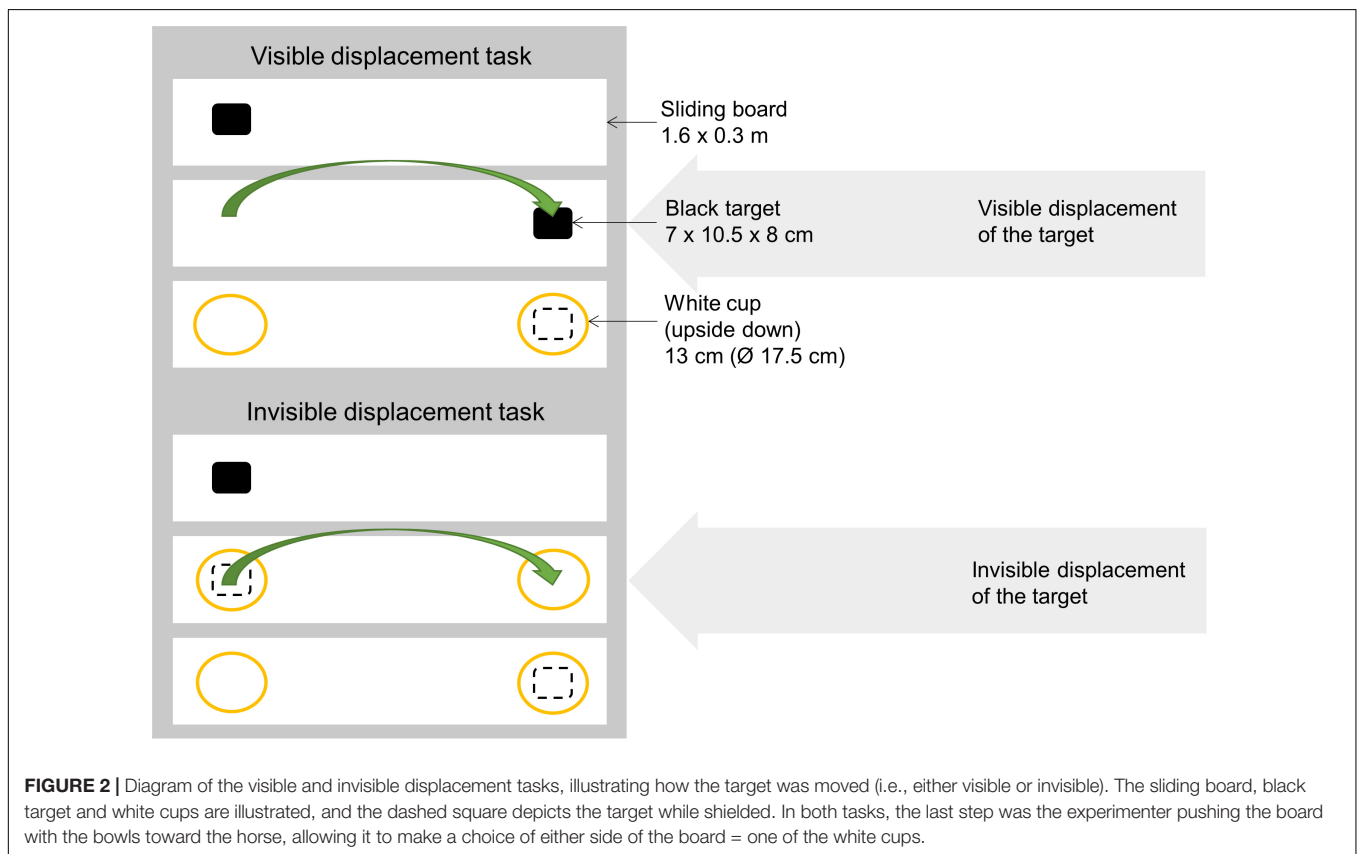 Visible displacement task
Sliding board
1.6 x 0.3 m
Black target
7 x 10.5 x 8 cm
Visible displacement
of the target
White cup
(upside down)
13 cm (Ø 17.5 cm)
Invisible displacement task
Invisible displacement
of the target
FIGURE 2 | Diagram of the visible and invisible displacement tasks, illustrating how the target was moved (i.e., either visible or invisible). The sliding board, black
target and white cups are illustrated, and the dashed square depicts the target while shielded. In both tasks, the last step was the experimenter pushing the board
with the bowls toward the horse, allowing it to make a choice of either side of the board = one of the white cups.